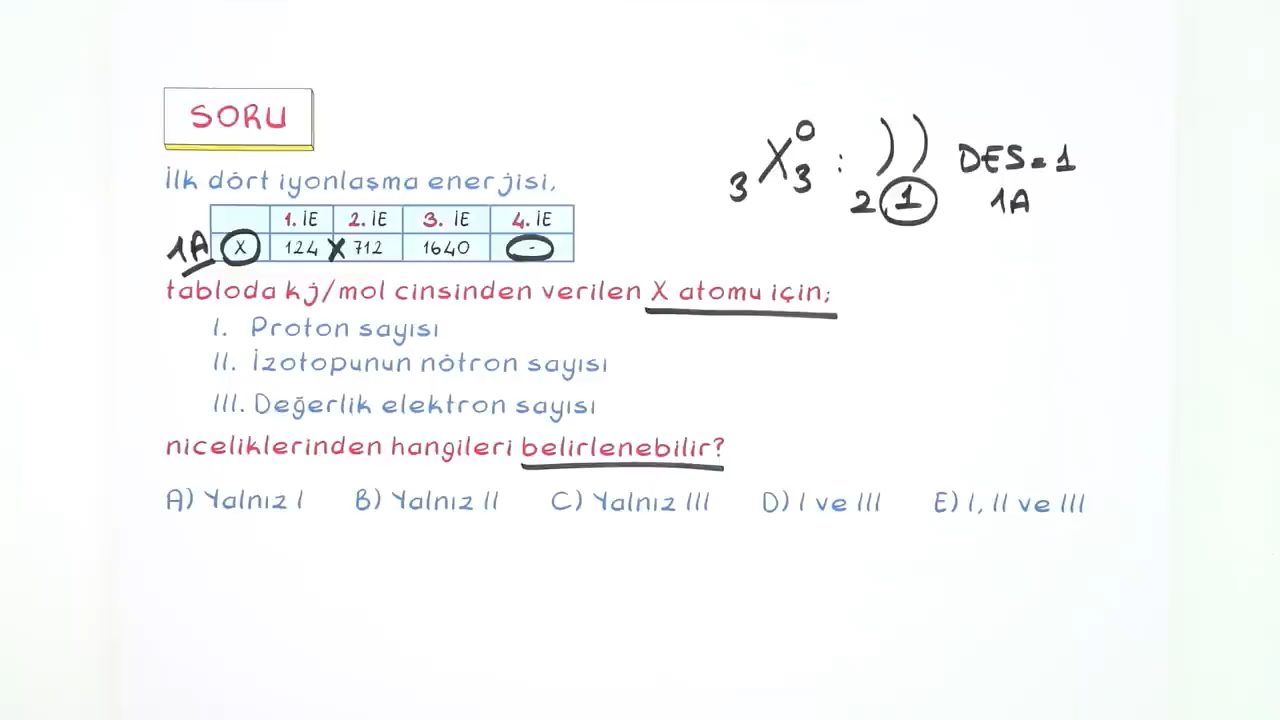 SORU
İlk dört iyonlaşma enerjisi,
1. İE 2. İE 3. İE 4. İE
1A X 124 X 712 1640 -
tabloda kj/mol cinsinden verilen X atomu için;
I. Proton sayısı
II. İzotopunun nötron sayısı
III. Değerlik elektron sayısı
niceliklerinden hangileri belirlenebilir?
A) Yalnız I B) Yalnız II C) Yalnız III D) I ve III E) I, II ve III
3 X 0 3 : ) ) DES = 1
2 1 1A